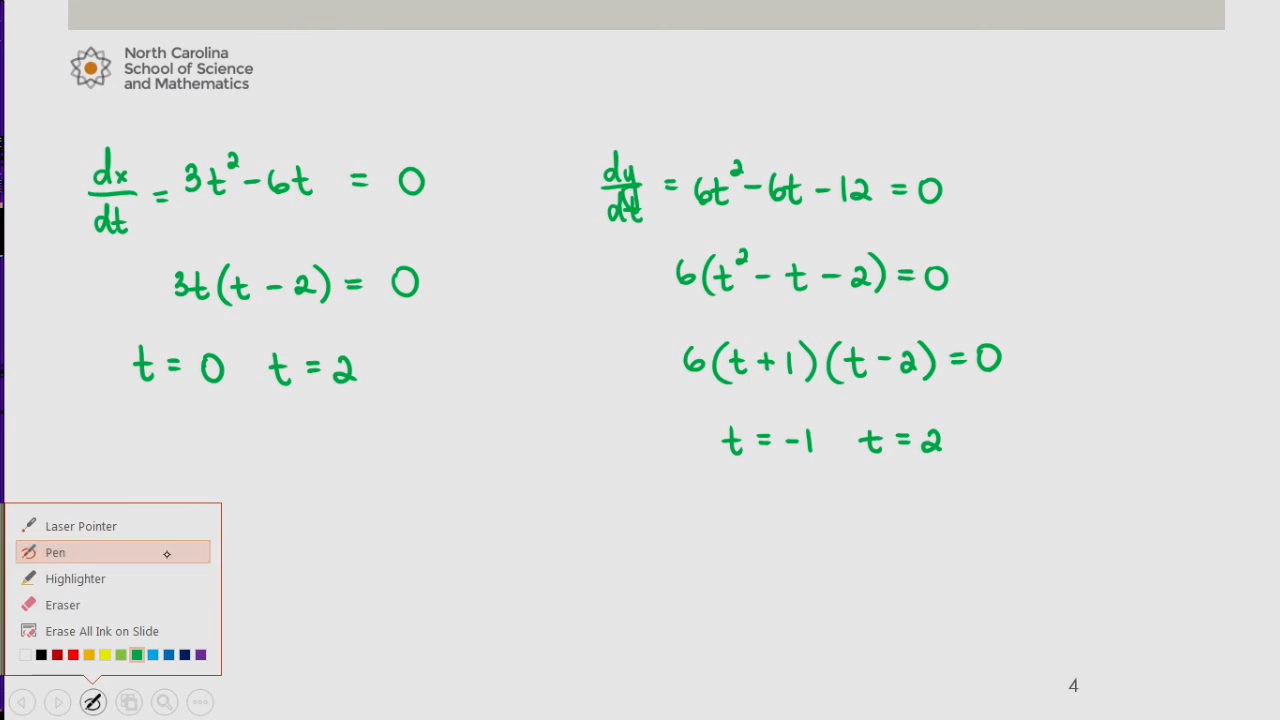 North Carolina
School of Science
and Mathematics
dx/dt = 3t² - 6t = 0
3t(t - 2) = 0
t = 0 t = 2
dy/dt = 6t² - 6t - 12 = 0
6(t² - t - 2) = 0
6(t + 1)(t - 2) = 0
t = -1 t = 2
Laser Pointer
Pen
Highlighter
Eraser
Erase All Ink on Slide
4